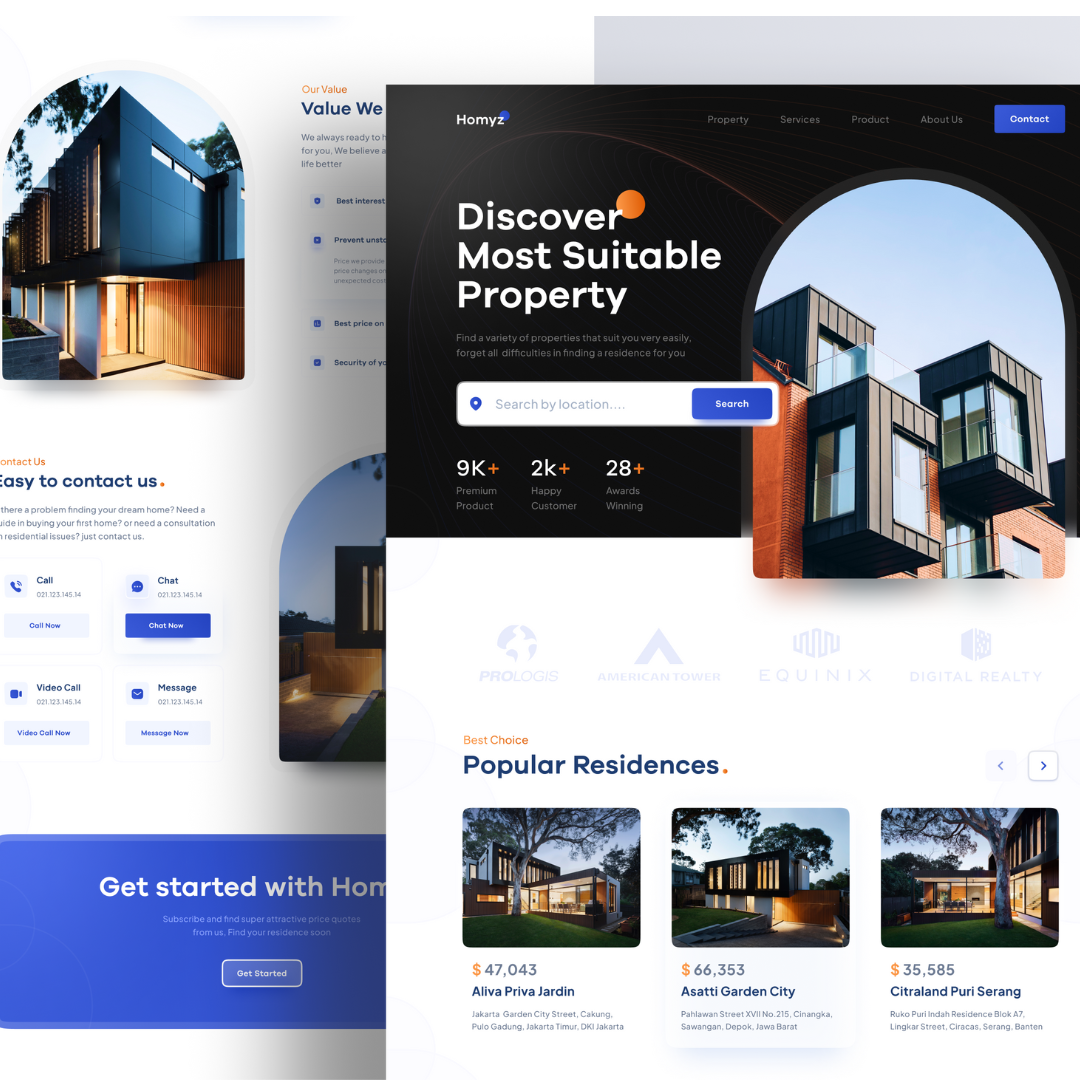 Homyz
Property
Services
Product
About Us
Contact
Discover
Most Suitable
Property
Find a variety of properties that suit you very easily,
forget all difficulties in finding a residence for you
Search by location....
Search
9K+
Premium
Product
2k+
Happy
Customer
28+
Awards
Winning
PROLOGIS
AMERICAN TOWER
EQUINIX
DIGITAL REALTY
Best Choice
Popular Residences.
$ 47,043
Aliva Priva Jardin
Jakarta Garden City Street, Cakung,
Pulo Gadung, Jakarta Timur, DKI Jakarta
$ 66,353
Asatti Garden City
Pahlawan Street XVII No.215, Cinangka,
Sawangan, Depok, Jawa Barat
$ 35,585
Citraland Puri Serang
Ruko Puri Indah Residence Blok A7,
Lingkar Street, Ciracas, Serang, Banten
Our Value
Value We
We always ready to h
for you, We believe a
life better
Best interest
Prevent unsta
Price we provide
price changes on
unexpected cost
Best price on
Security of yo
ontact Us
Easy to contact us.
there a problem finding your dream home? Need a
uide in buying your first home? or need a consultation
n residential issues? just contact us.
Call
021.123.145.14
Call Now
Chat
021.123.145.14
Chat Now
Video Call
021.123.145.14
Video Call Now
Message
021.123.145.14
Message Now
Get started with Hom
Subscribe and find super attractive price quotes
from us. Find your residence soon
Get Started